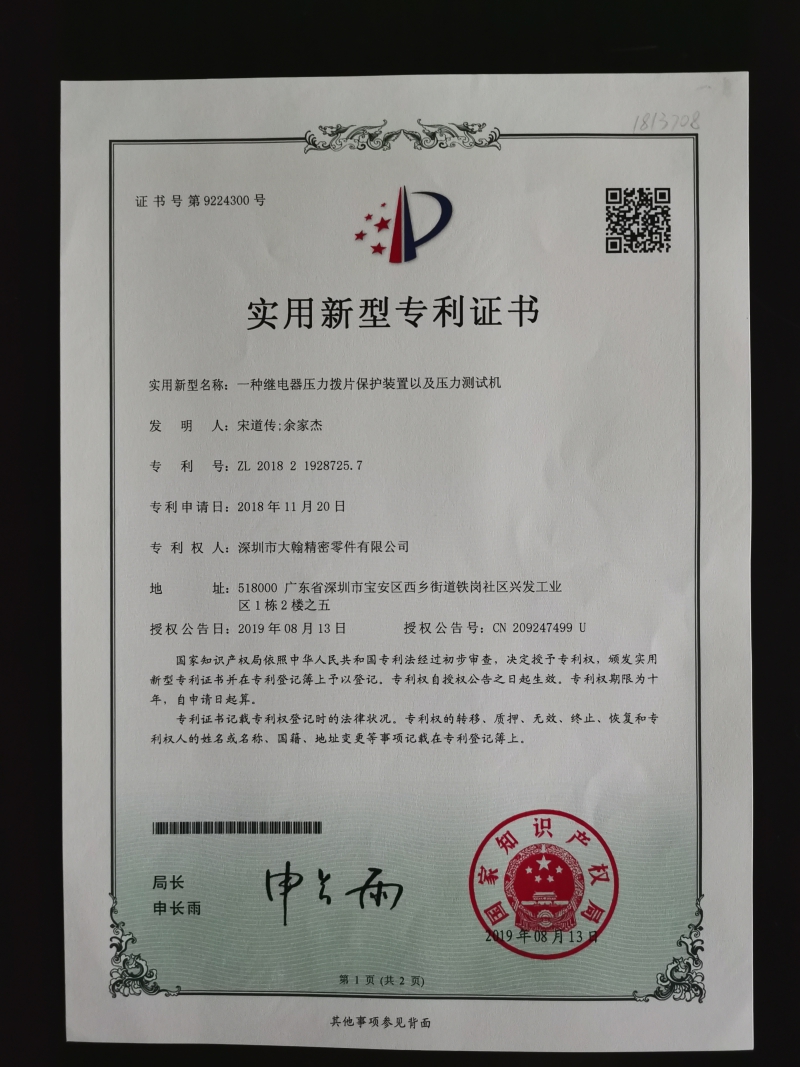 1813708
证书号第9224300号
实用新型专利证书
实用新型名称：一种继电器压力拨片保护装置以及压力测试机
发明人：宋道传;余家杰
专利号：ZL 2018 2 1928725.7
专利申请日：2018年11月20日
专利权人：深圳市大翰精密零件有限公司
地址：518000 广东省深圳市宝安区西乡街道铁岗社区兴发工业
区1栋2楼之五
授权公告日：2019年08月13日 授权公告号：CN 209247499 U
国家知识产权局依照中华人民共和国专利法经过初步审查，决定授予专利权，颁发实用
新型专利证书并在专利登记簿上予以登记。专利权自授权公告之日起生效。专利权期限为十
年，自申请日起算。
专利证书记载专利权登记时的法律状况。专利权的转移、质押、无效、终止、恢复和专
利权人的姓名或名称、国籍、地址变更等事项记载在专利登记簿上。
局长
申长雨
申长雨
国家知识产权局
2019年08月13日
第1页(共2页)
其他事项参见背面